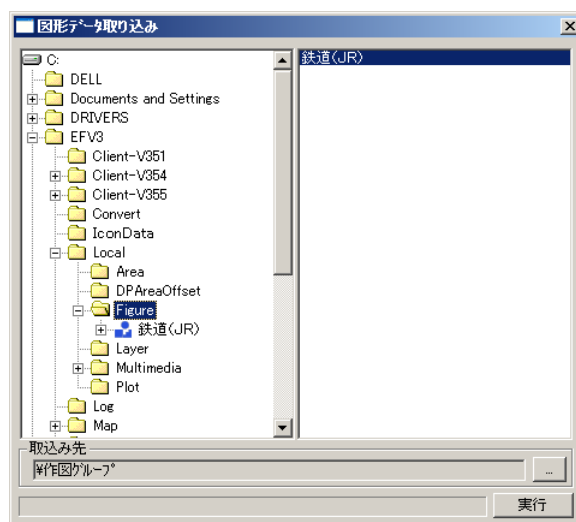 図形ﾃﾞｰﾀ取り込み
C:
DELL
Documents and Settings
DRIVERS
EFV3
Client-V351
Client-V354
Client-V355
Convert
IconData
Local
Area
DPAreaOffset
Figure
鉄道(JR)
Layer
Multimedia
Plot
Log
Map
鉄道(JR)
取込み先
¥作図ｸﾞﾙｰﾌﾟ
...
実行